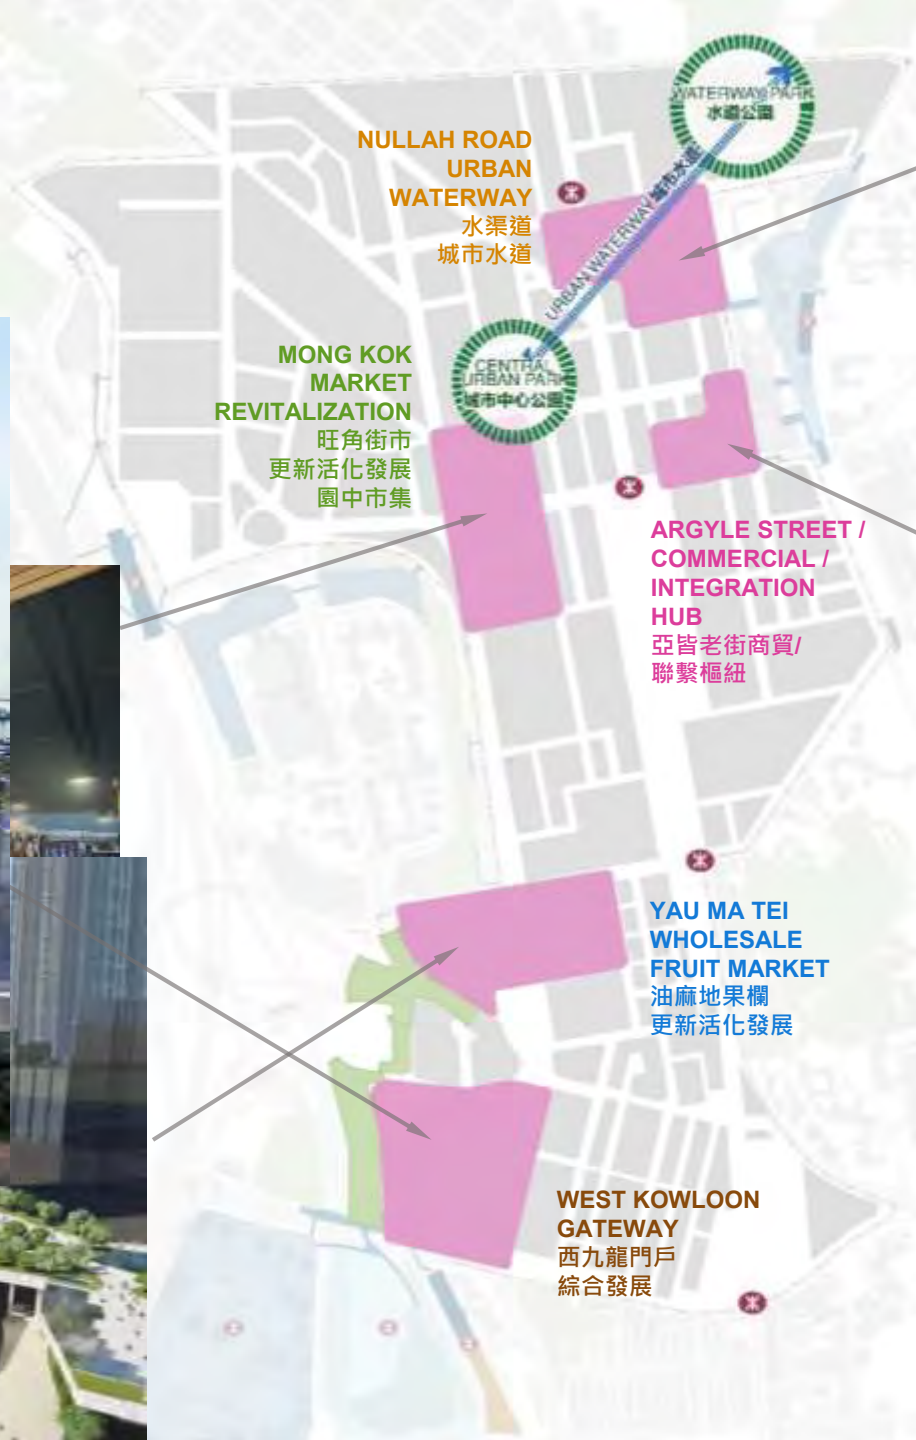 WATERWAY PARK
水道公園
NULLAH ROAD
URBAN
WATERWAY
水渠道
城市水道
URBAN WATERWAY 城市水道
CENTRAL
URBAN PARK
城市中心公園
MONG KOK
MARKET
REVITALIZATION
旺角街市
更新活化發展
園中市集
ARGYLE STREET /
COMMERCIAL /
INTEGRATION
HUB
亞皆老街商貿/
聯繫樞紐
YAU MA TEI
WHOLESALE
FRUIT MARKET
油麻地果欄
更新活化發展
WEST KOWLOON
GATEWAY
西九龍門戶
綜合發展